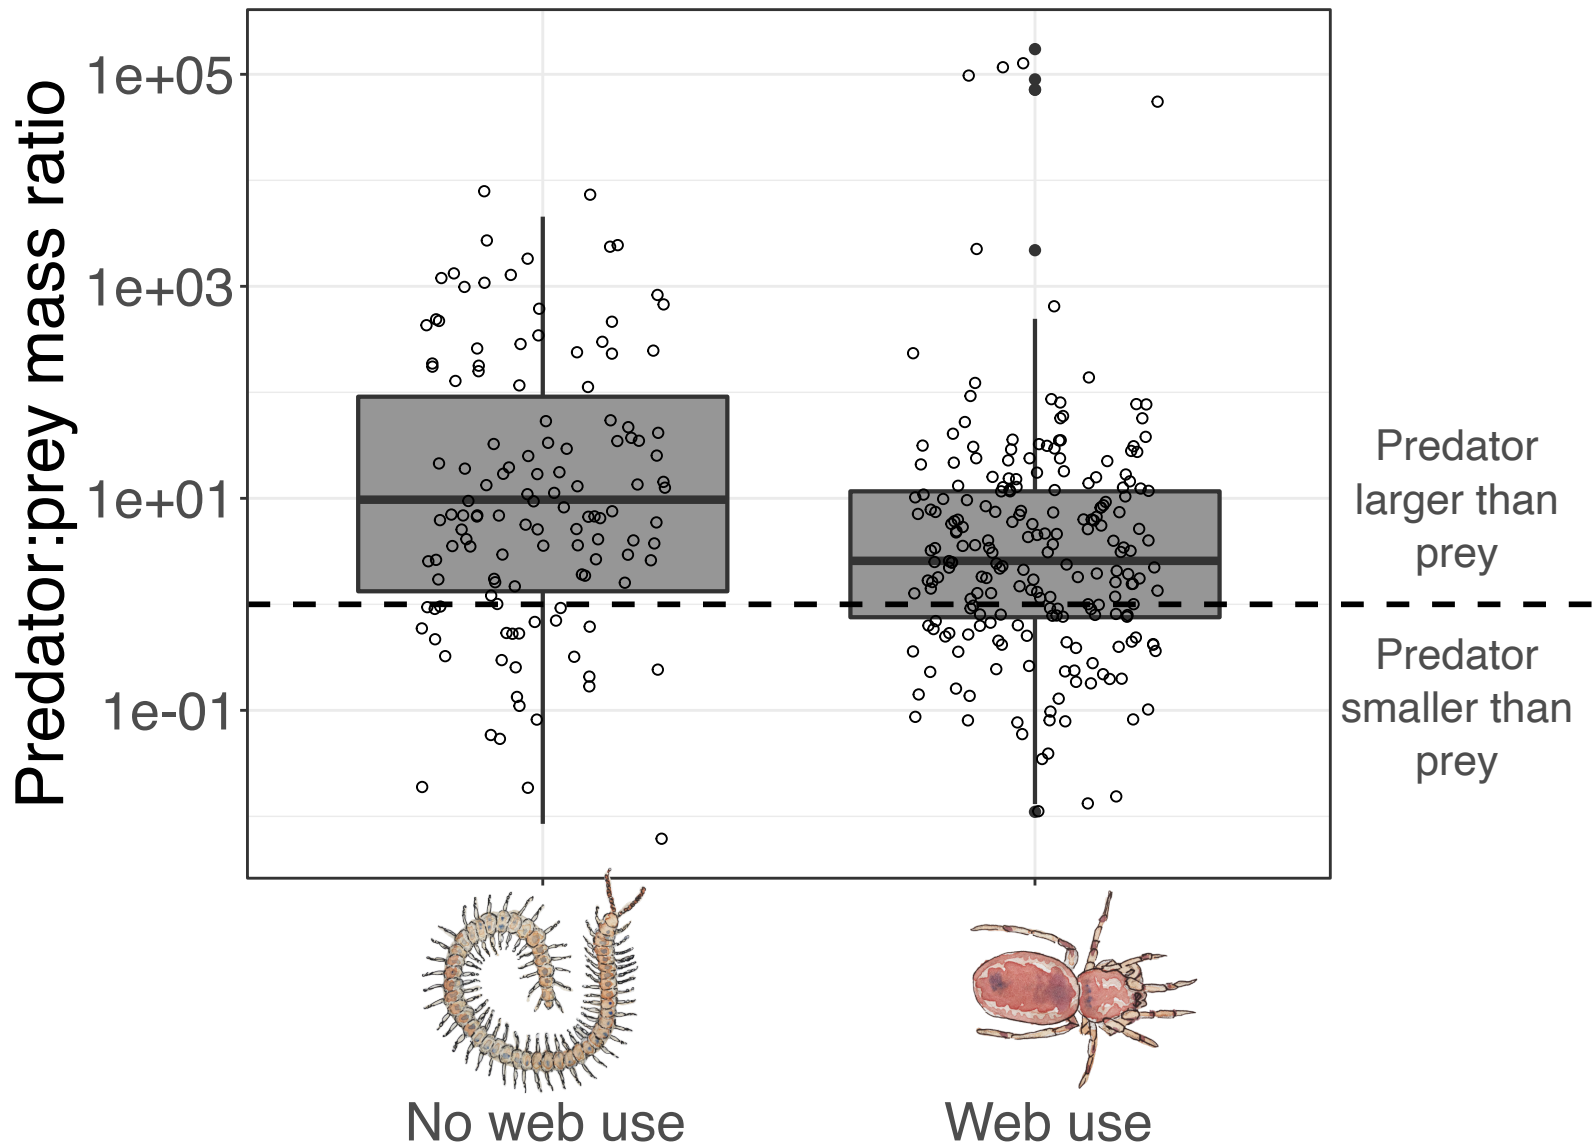 Predator:prey mass ratio
1e+05
1e+03
1e+01
1e-01
Predator
larger than
prey
Predator
smaller than
prey
No web use
Web use